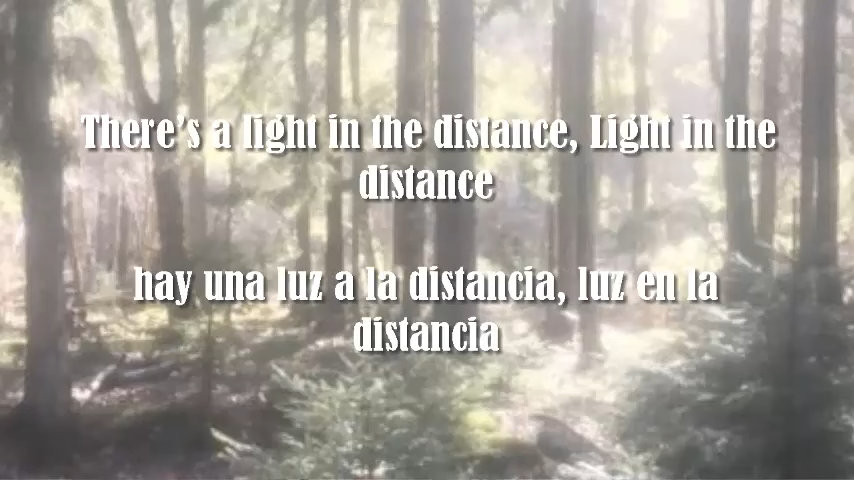 There's a light in the distance, Light in the
distance
hay una luz a la distancia, luz en la
distancia